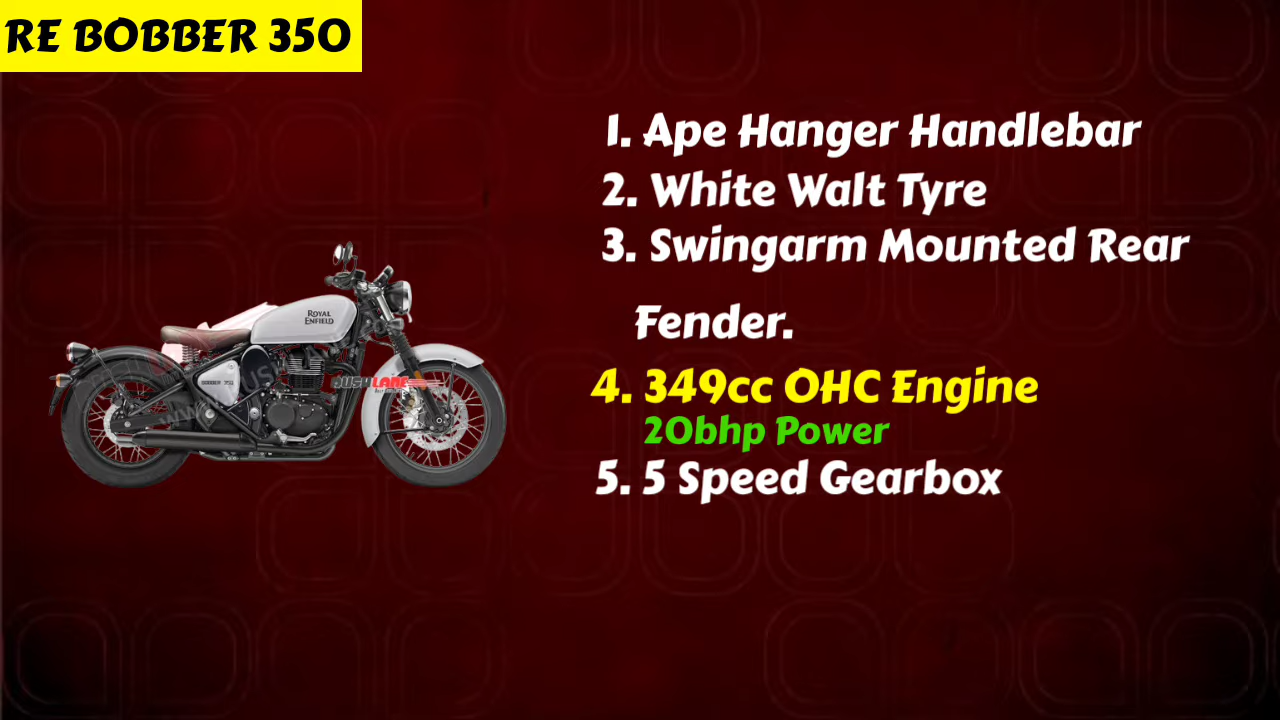 RE BOBBER 350
1. Ape Hanger Handlebar
2. White Walt Tyre
3. Swingarm Mounted Rear
Fender.
4. 349cc OHC Engine
20bhp Power
5. 5 Speed Gearbox
ROYAL
ENFIELD
BOBBER 350
RUSHLANE